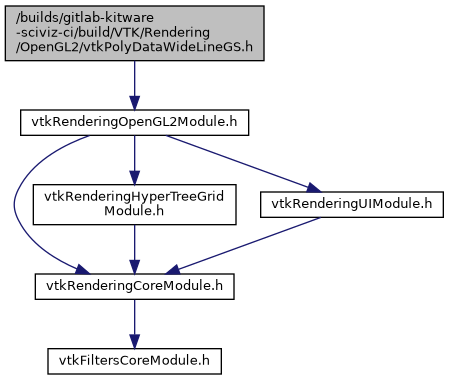 /builds/gitlab-kitware
-sciviz-ci/build/VTK/Rendering
/OpenGL2/vtkPolyDataWideLineGS.h
vtkRenderingOpenGL2Module.h
vtkRenderingHyperTreeGrid
Module.h
vtkRenderingUIModule.h
vtkRenderingCoreModule.h
vtkFiltersCoreModule.h